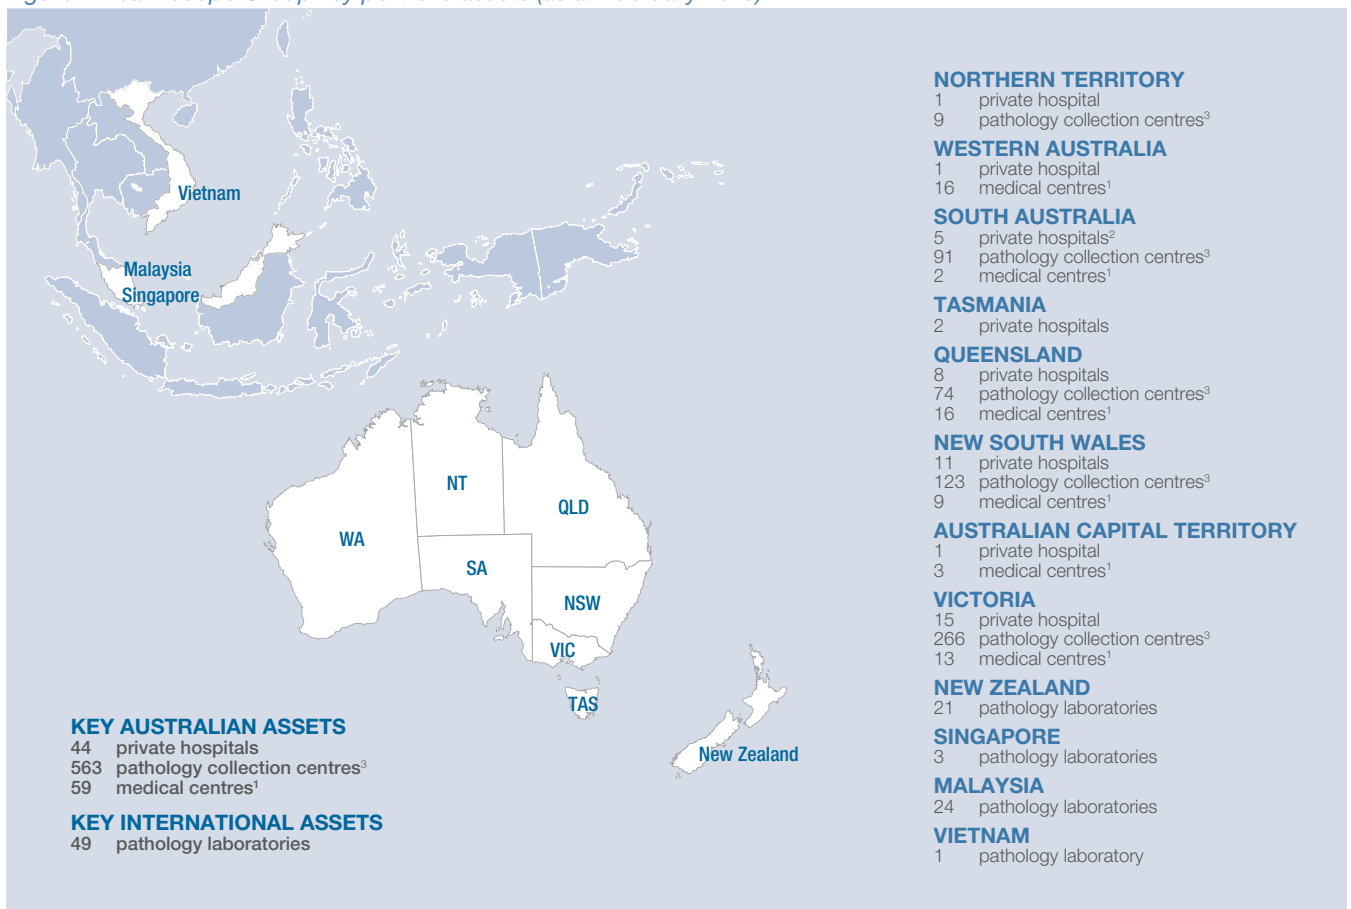 Vietnam
Malaysia
Singapore
NT
QLD
WA
SA
NSW
VIC
TAS
New Zealand
KEY AUSTRALIAN ASSETS
44 private hospitals
563 pathology collection centres³
59 medical centres¹
KEY INTERNATIONAL ASSETS
49 pathology laboratories
NORTHERN TERRITORY
1 private hospital
9 pathology collection centres³
WESTERN AUSTRALIA
1 private hospital
16 medical centres¹
SOUTH AUSTRALIA
5 private hospitals²
91 pathology collection centres³
2 medical centres¹
TASMANIA
2 private hospitals
QUEENSLAND
8 private hospitals
74 pathology collection centres³
16 medical centres¹
NEW SOUTH WALES
11 private hospitals
123 pathology collection centres³
9 medical centres¹
AUSTRALIAN CAPITAL TERRITORY
1 private hospital
3 medical centres¹
VICTORIA
15 private hospital
266 pathology collection centres³
13 medical centres¹
NEW ZEALAND
21 pathology laboratories
SINGAPORE
3 pathology laboratories
MALAYSIA
24 pathology laboratories
VIETNAM
1 pathology laboratory